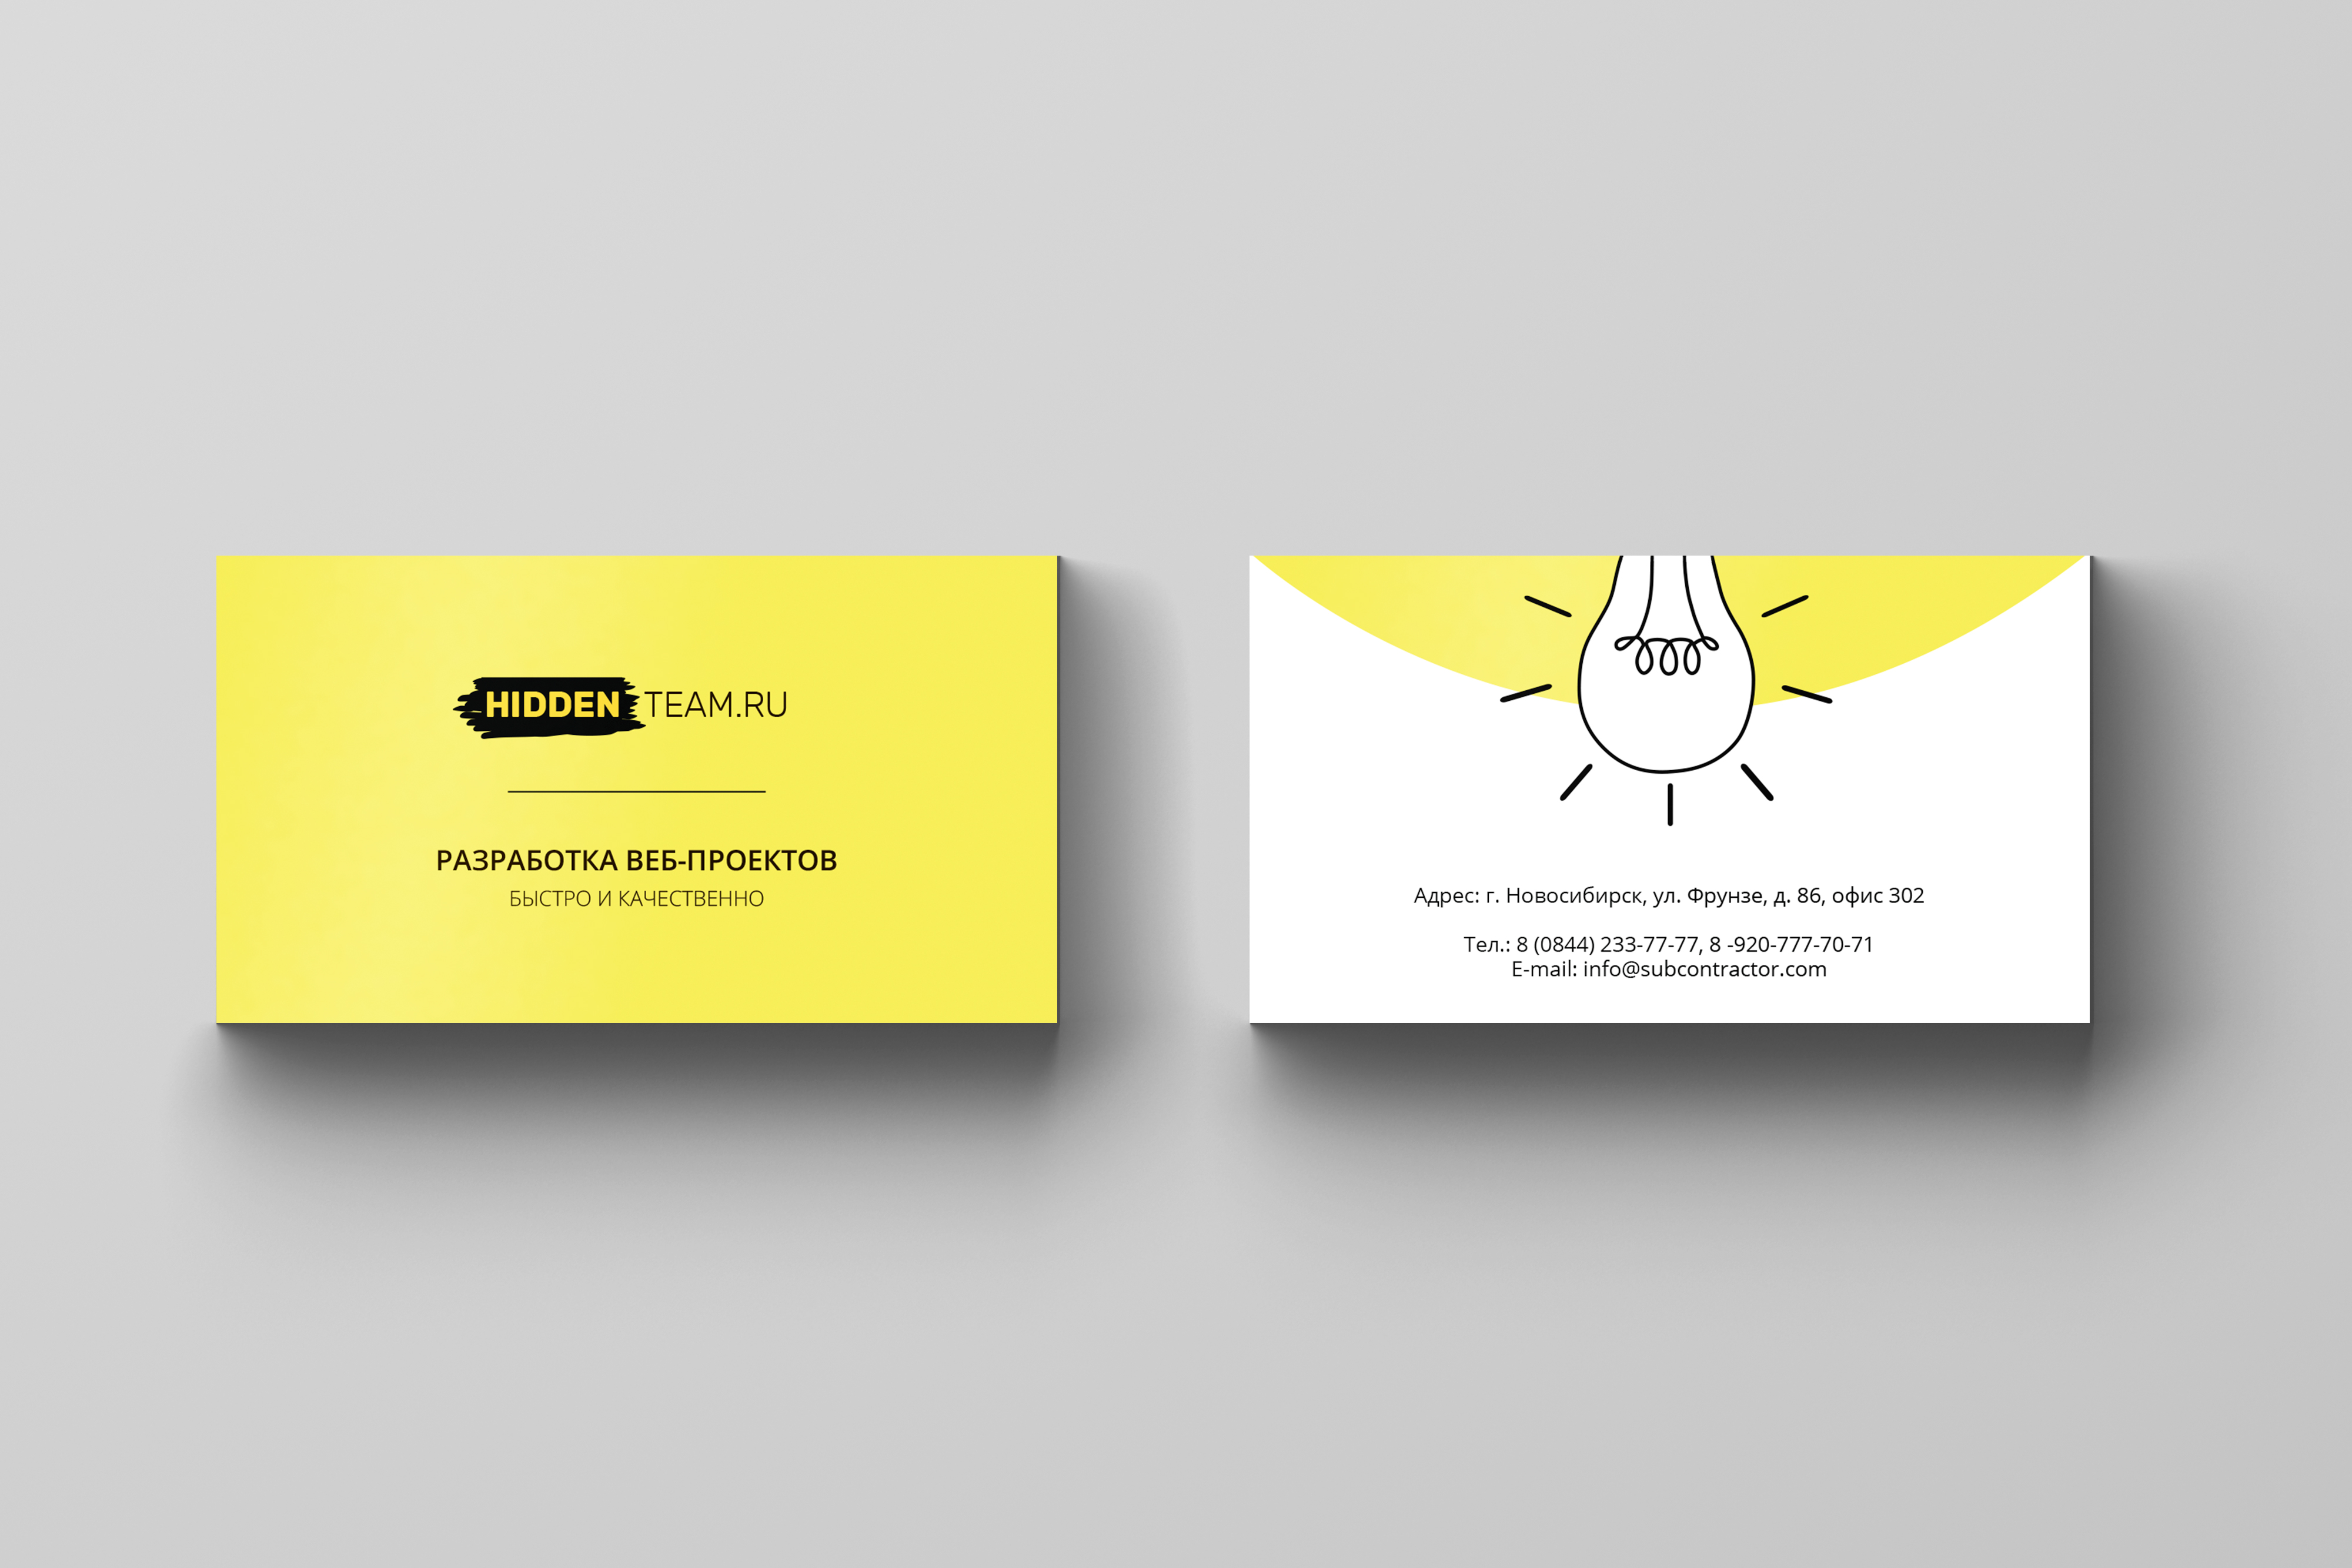 HIDDEN TEAM.RU
РАЗРАБОТКА ВЕБ-ПРОЕКТОВ
БЫСТРО И КАЧЕСТВЕННО
Адрес: г. Новосибирск, ул. Фрунзе, д. 86, офис 302
Тел.: 8 (0844) 233-77-77, 8 -920-777-70-71
E-mail: info@subcontractor.com